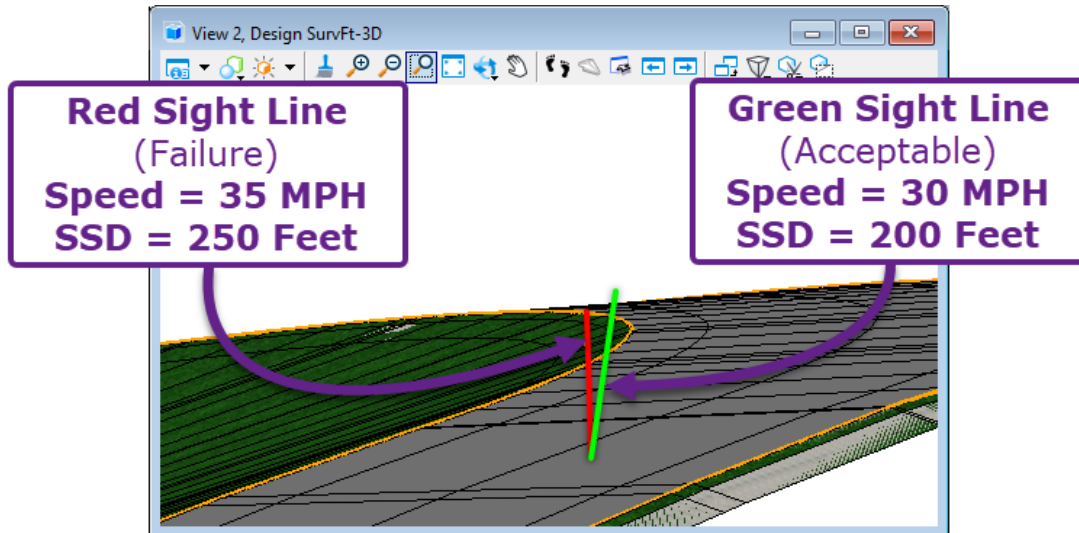 View 2, Design SurvFt-3D
Red Sight Line
(Failure)
Speed = 35 MPH
SSD = 250 Feet
Green Sight Line
(Acceptable)
Speed = 30 MPH
SSD = 200 Feet